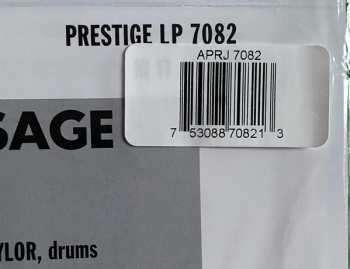 PRESTIGE LP 7082
APRJ 7082
7 53088 70821 3
SAGE
YLOR, drums